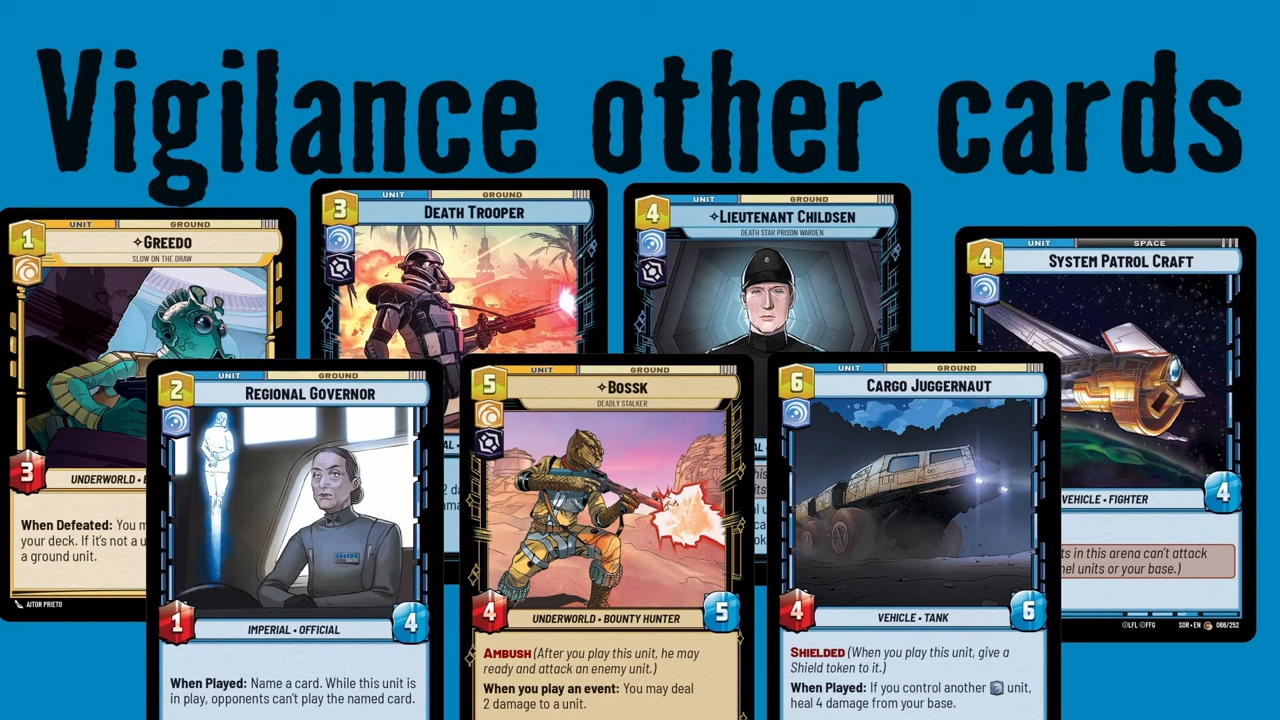 Vigilance other cards
1
UNIT
GROUND
✧GREEDO
SLOW ON THE DRAW
3
UNDERWORLD •
When Defeated: You
your deck. If it's not a
a ground unit.
AITOR PRIETO
3
UNIT
GROUND
DEATH TROOPER
4
UNIT
GROUND
✧LIEUTENANT CHILDSEN
DEATH STAR PRISON WARDEN
4
UNIT
SPACE
SYSTEM PATROL CRAFT
VEHICLE • FIGHTER
4
in this arena can't attack
units or your base.)
©LFL ©FFG
SOR • EN
066/252
2
UNIT
GROUND
REGIONAL GOVERNOR
1
IMPERIAL • OFFICIAL
4
When Played: Name a card. While this unit is
in play, opponents can't play the named card.
5
UNIT
GROUND
✧BOSSK
DEADLY STALKER
4
UNDERWORLD • BOUNTY HUNTER
5
AMBUSH (After you play this unit, he may
ready and attack an enemy unit.)
When you play an event: You may deal
2 damage to a unit.
6
UNIT
GROUND
CARGO JUGGERNAUT
4
VEHICLE • TANK
6
SHIELDED (When you play this unit, give a
Shield token to it.)
When Played: If you control another unit,
heal 4 damage from your base.